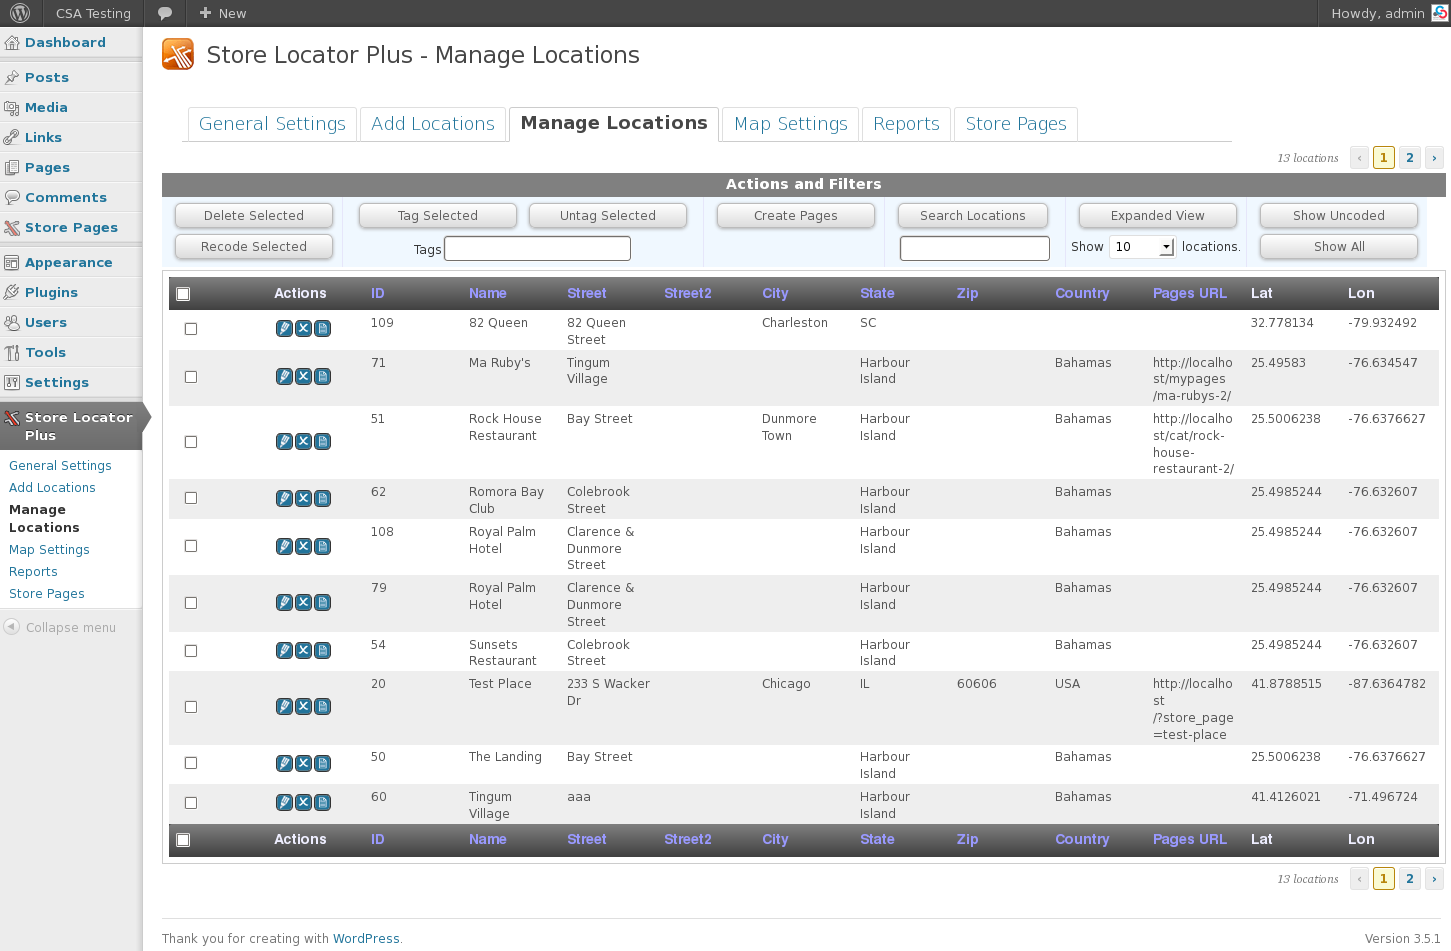 CSA Testing
New
Howdy, admin
Dashboard
Posts
Media
Links
Pages
Comments
Store Pages
Appearance
Plugins
Users
Tools
Settings
Store Locator
Plus
General Settings
Add Locations
Manage
Locations
Map Settings
Reports
Store Pages
Collapse menu
Store Locator Plus - Manage Locations
General Settings Add Locations Manage Locations Map Settings Reports Store Pages
13 locations ‹ 1 2 ›
Actions and Filters
Delete Selected Tag Selected Untag Selected Create Pages Search Locations Expanded View Show Uncoded
Recode Selected Tags Show 10 locations. Show All
Actions ID Name Street Street2 City State Zip Country Pages URL Lat Lon
109 82 Queen 82 Queen Charleston SC 32.778134 -79.932492
Street
71 Ma Ruby's Tingum Harbour Bahamas http://localho 25.49583 -76.634547
Village Island st/mypages
/ma-rubys-2/
51 Rock House Bay Street Dunmore Harbour Bahamas http://localho 25.5006238 -76.6376627
Restaurant Town Island st/cat/rock-
house-
restaurant-2/
62 Romora Bay Colebrook Harbour Bahamas 25.4985244 -76.632607
Club Street Island
108 Royal Palm Clarence & Harbour Bahamas 25.4985244 -76.632607
Hotel Dunmore Island
Street
79 Royal Palm Clarence & Harbour Bahamas 25.4985244 -76.632607
Hotel Dunmore Island
Street
54 Sunsets Colebrook Harbour Bahamas 25.4985244 -76.632607
Restaurant Street Island
20 Test Place 233 S Wacker Chicago IL 60606 USA http://localho 41.8788515 -87.6364782
Dr st
/?store_page
=test-place
50 The Landing Bay Street Harbour Bahamas 25.5006238 -76.6376627
Island
60 Tingum aaa Harbour Bahamas 41.4126021 -71.496724
Village Island
Actions ID Name Street Street2 City State Zip Country Pages URL Lat Lon
13 locations ‹ 1 2 ›
Thank you for creating with WordPress. Version 3.5.1